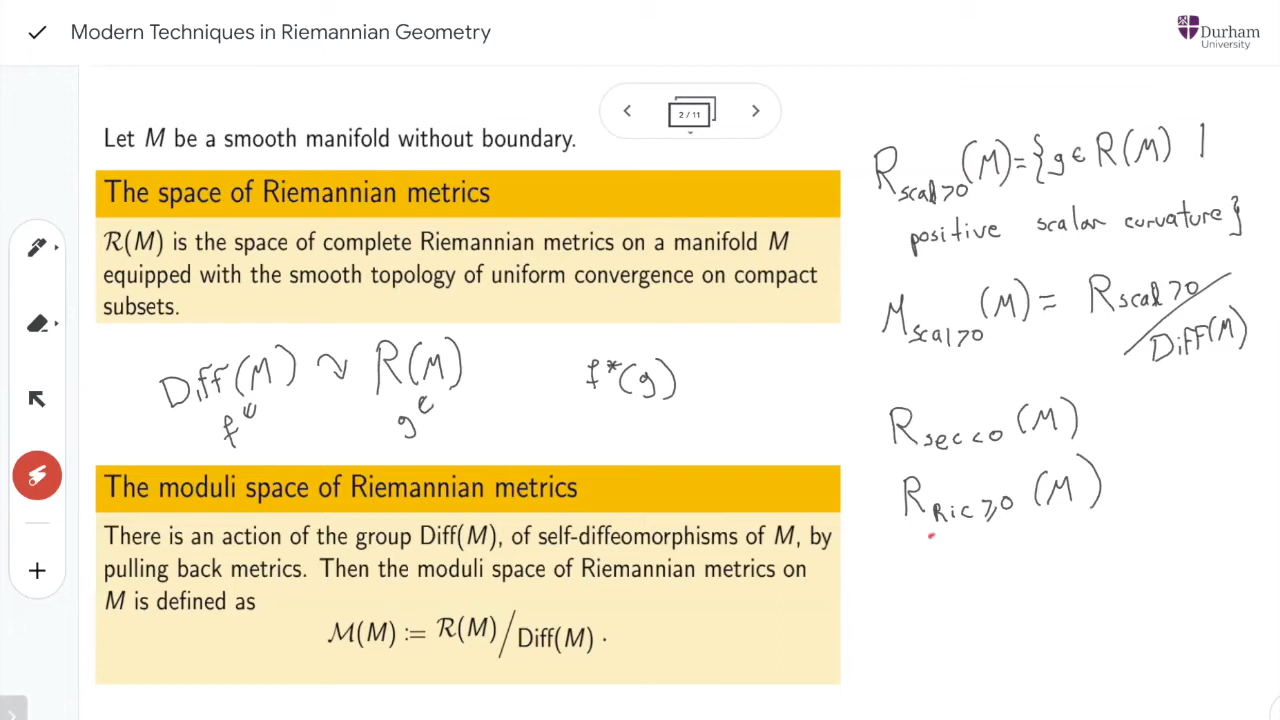 Modern Techniques in Riemannian Geometry
Durham
University
2 / 11
Let M be a smooth manifold without boundary.
The space of Riemannian metrics
R(M) is the space of complete Riemannian metrics on a manifold M
equipped with the smooth topology of uniform convergence on compact
subsets.
Diff(M) ↷ R(M) f*(g)
f ∈ g ∈
The moduli space of Riemannian metrics
There is an action of the group Diff(M), of self-diffeomorphisms of M, by
pulling back metrics. Then the moduli space of Riemannian metrics on
M is defined as
M(M) := R(M)/Diff(M) .
R scal>0 (M) = {g ∈ R(M) |
positive scalar curvature}
M scal>0 (M) = R scal>0 / Diff(M)
R sec<0 (M)
R Ric⩾0 (M)